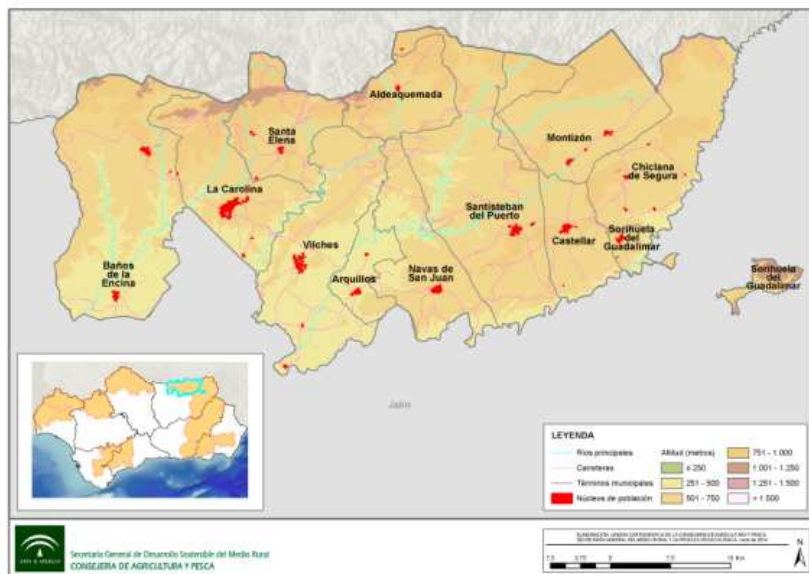 Aldeaquemada
Santa
Elena
Montizón
Chiclana
de Segura
La Carolina
Santisteban
del Puerto
Castellar
Sorihuela
del
Guadalimar
Vilches
Baños
de la
Encina
Arquillos
Navas de
San Juan
Sorihuela
del
Guadalimar
Jaén
LEYENDA
Ríos principales
Carreteras
Términos municipales
Núcleos de población
Altitud (metros)
≤ 250
251 - 500
501 - 750
751 - 1.000
1.001 - 1.250
1.251 - 1.500
> 1.500
Secretaría General de Desarrollo Sostenible del Medio Rural
CONSEJERÍA DE AGRICULTURA Y PESCA
N